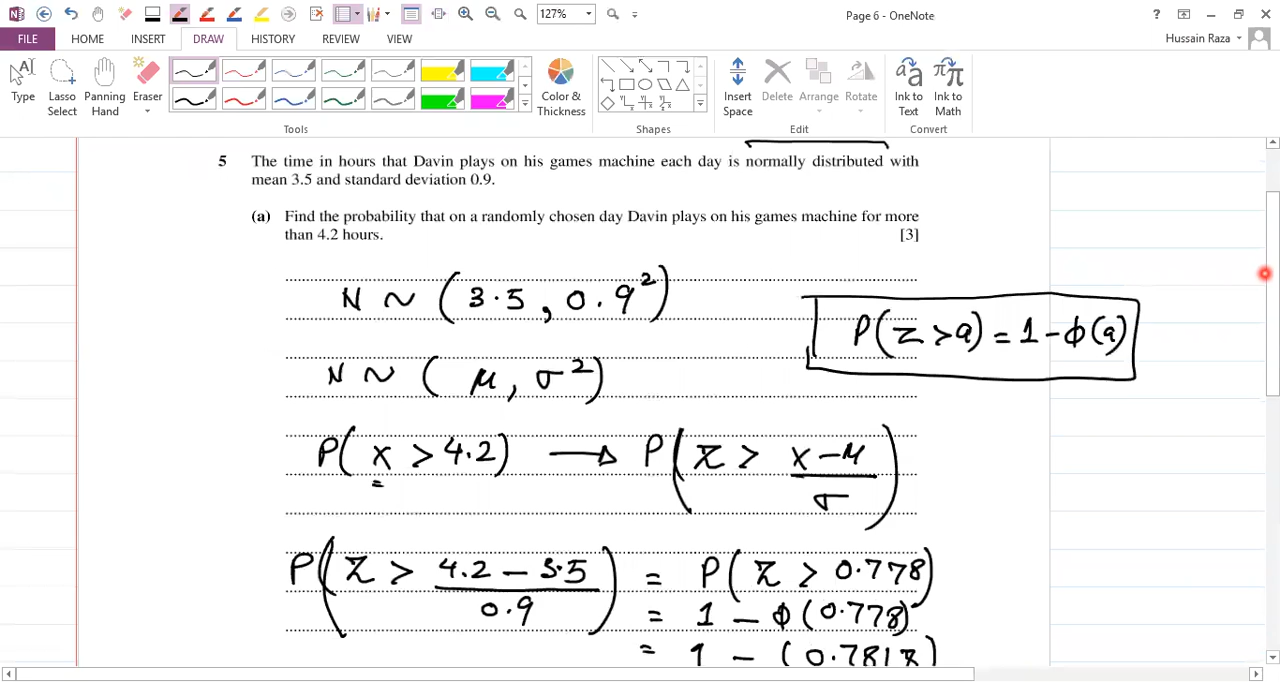 127%
Page 6 - OneNote
?
FILE HOME INSERT DRAW HISTORY REVIEW VIEW
Hussain Raza
Type
Lasso Select
Panning Hand
Eraser
Color & Thickness
Insert Space
Delete
Arrange
Rotate
Ink to Text
Ink to Math
Tools
Shapes
Edit
Convert
5 The time in hours that Davin plays on his games machine each day is normally distributed with
mean 3.5 and standard deviation 0.9.
(a) Find the probability that on a randomly chosen day Davin plays on his games machine for more
than 4.2 hours. [3]
N ~ (3.5, 0.9²)
P(Z > a) = 1 - ϕ(a)
N ~ (μ, σ²)
P(X > 4.2) → P(Z > (X - μ)/σ)
P(Z > (4.2 - 3.5)/0.9) = P(Z > 0.778)
= 1 - ϕ(0.778)
= 1 - (0.7818)